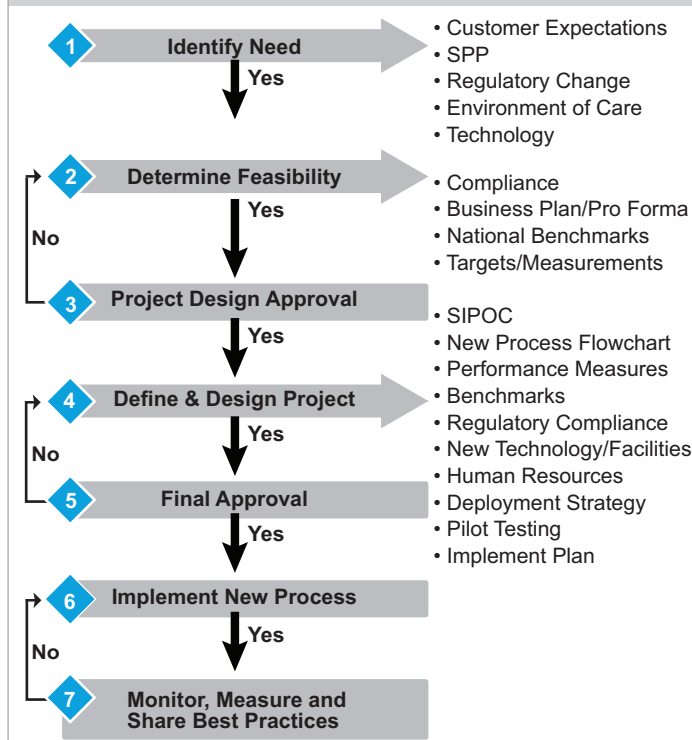 1
Identify Need
Yes
• Customer Expectations
• SPP
• Regulatory Change
• Environment of Care
• Technology
2
Determine Feasibility
Yes
No
• Compliance
• Business Plan/Pro Forma
• National Benchmarks
• Targets/Measurements
3
Project Design Approval
Yes
4
Define & Design Project
Yes
No
• SIPOC
• New Process Flowchart
• Performance Measures
• Benchmarks
• Regulatory Compliance
• New Technology/Facilities
• Human Resources
• Deployment Strategy
• Pilot Testing
• Implement Plan
5
Final Approval
Yes
6
Implement New Process
Yes
No
7
Monitor, Measure and
Share Best Practices